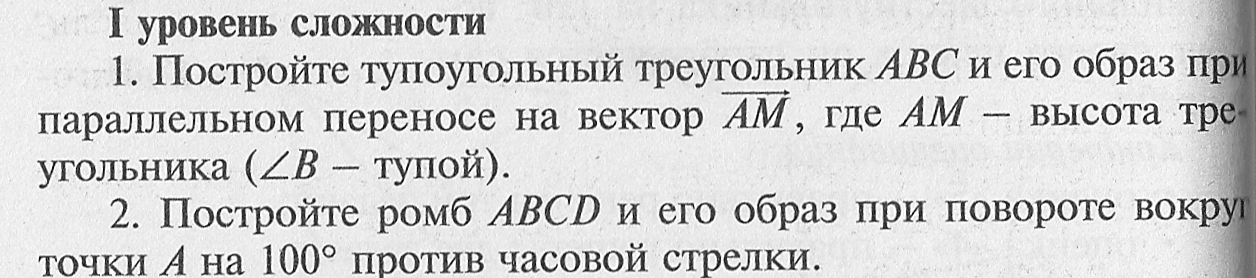 I уровень сложности
1. Постройте тупоугольный треугольник ABC и его образ при
параллельном переносе на вектор AM, где AM – высота тре-
угольника (∠B – тупой).
2. Постройте ромб ABCD и его образ при повороте вокруг
точки A на 100° против часовой стрелки.